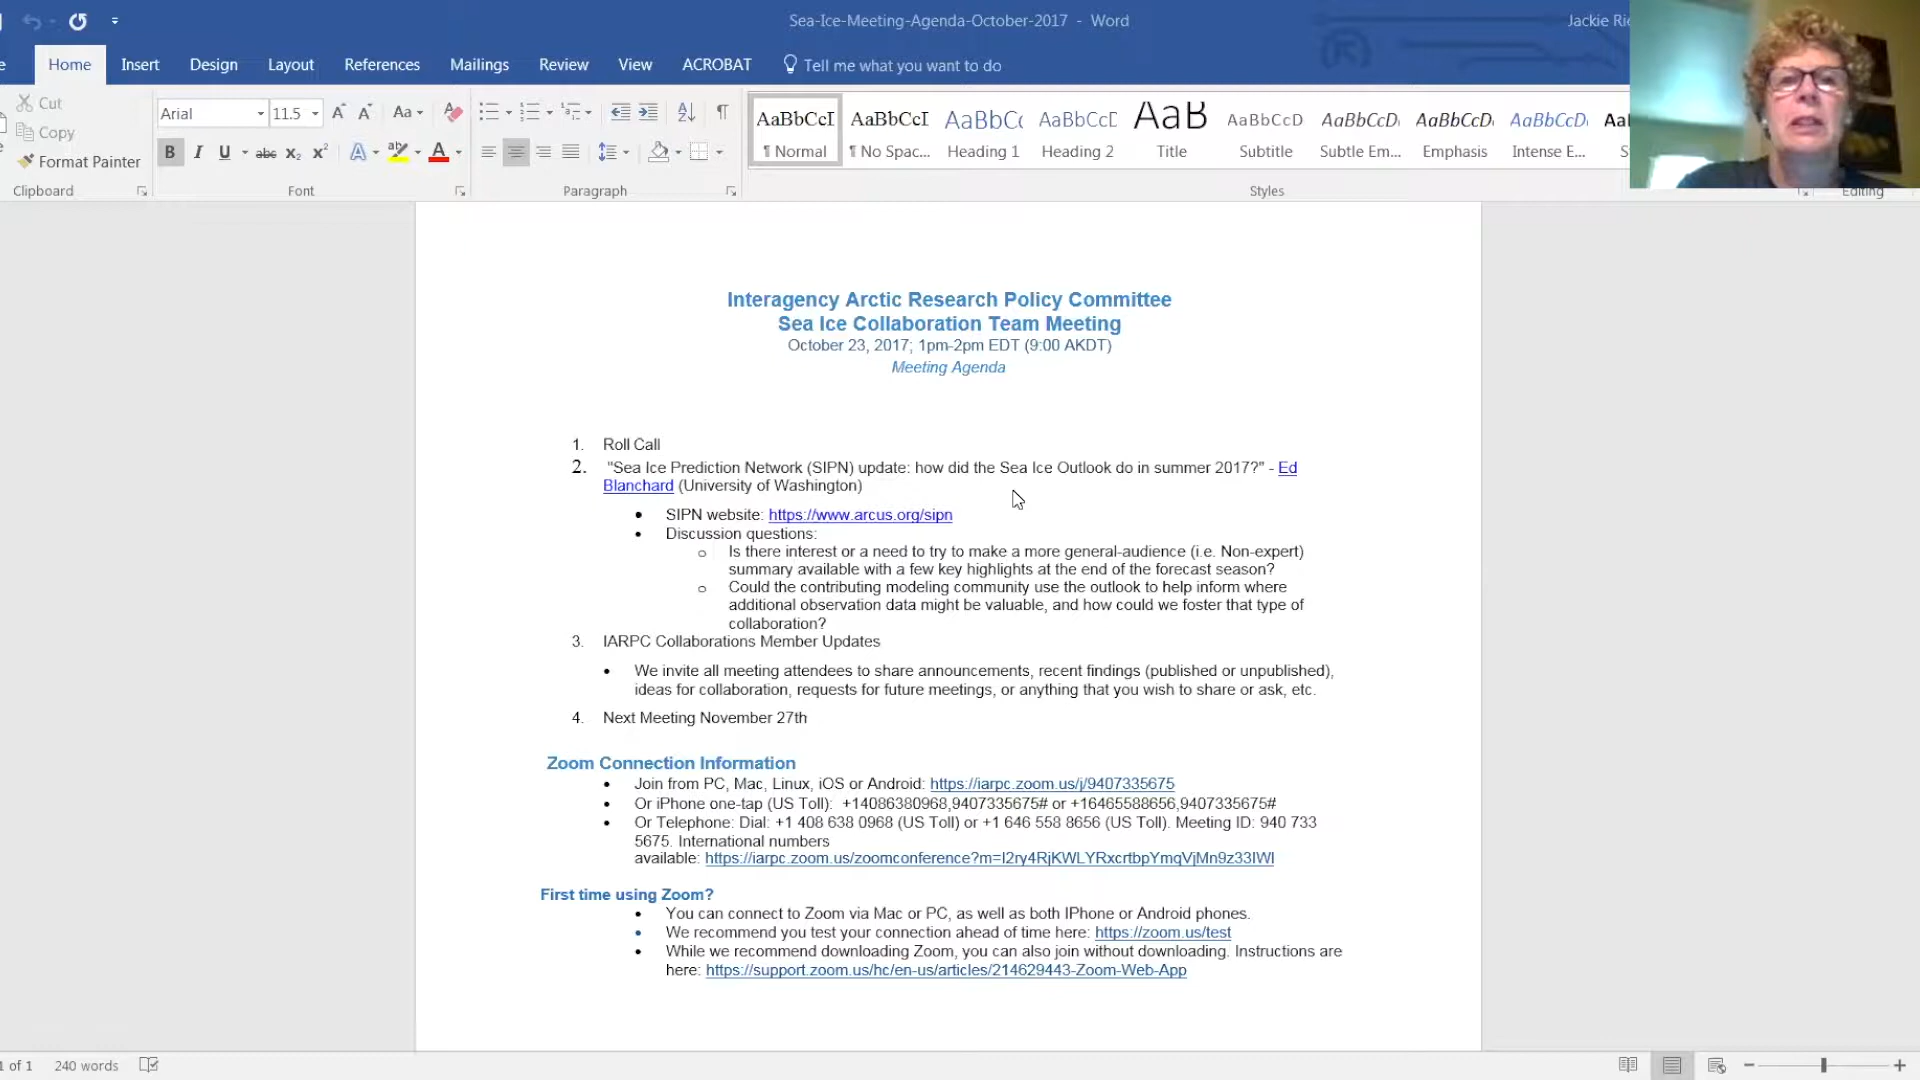 Sea-Ice-Meeting-Agenda-October-2017 - Word
Jackie
Home Insert Design Layout References Mailings Review View ACROBAT Tell me what you want to do
Cut
Copy
Format Painter
Clipboard
Arial 11.5
Font
Paragraph
AaBbCcI AaBbCcI AaBbC AaBbCcE AaB AaBbCcD AaBbCcD AaBbCcD AaBbCcD AaI
¶ Normal ¶ No Spac... Heading 1 Heading 2 Title Subtitle Subtle Em... Emphasis Intense E...
Styles
Editing
Interagency Arctic Research Policy Committee
Sea Ice Collaboration Team Meeting
October 23, 2017; 1pm-2pm EDT (9:00 AKDT)
Meeting Agenda
1. Roll Call
2. "Sea Ice Prediction Network (SIPN) update: how did the Sea Ice Outlook do in summer 2017?" - Ed
Blanchard (University of Washington)
• SIPN website: https://www.arcus.org/sipn
• Discussion questions:
o Is there interest or a need to try to make a more general-audience (i.e. Non-expert)
summary available with a few key highlights at the end of the forecast season?
o Could the contributing modeling community use the outlook to help inform where
additional observation data might be valuable, and how could we foster that type of
collaboration?
3. IARPC Collaborations Member Updates
• We invite all meeting attendees to share announcements, recent findings (published or unpublished),
ideas for collaboration, requests for future meetings, or anything that you wish to share or ask, etc.
4. Next Meeting November 27th
Zoom Connection Information
• Join from PC, Mac, Linux, iOS or Android: https://iarpc.zoom.us/j/9407335675
• Or iPhone one-tap (US Toll): +14086380968,9407335675# or +16465588656,9407335675#
• Or Telephone: Dial: +1 408 638 0968 (US Toll) or +1 646 558 8656 (US Toll). Meeting ID: 940 733
5675. International numbers
available: https://iarpc.zoom.us/zoomconference?m=I2ry4RjKWLYRxcrtbpYmqVjMn9z33IWI
First time using Zoom?
• You can connect to Zoom via Mac or PC, as well as both IPhone or Android phones.
• We recommend you test your connection ahead of time here: https://zoom.us/test
• While we recommend downloading Zoom, you can also join without downloading. Instructions are
here: https://support.zoom.us/hc/en-us/articles/214629443-Zoom-Web-App
1 of 1 240 words